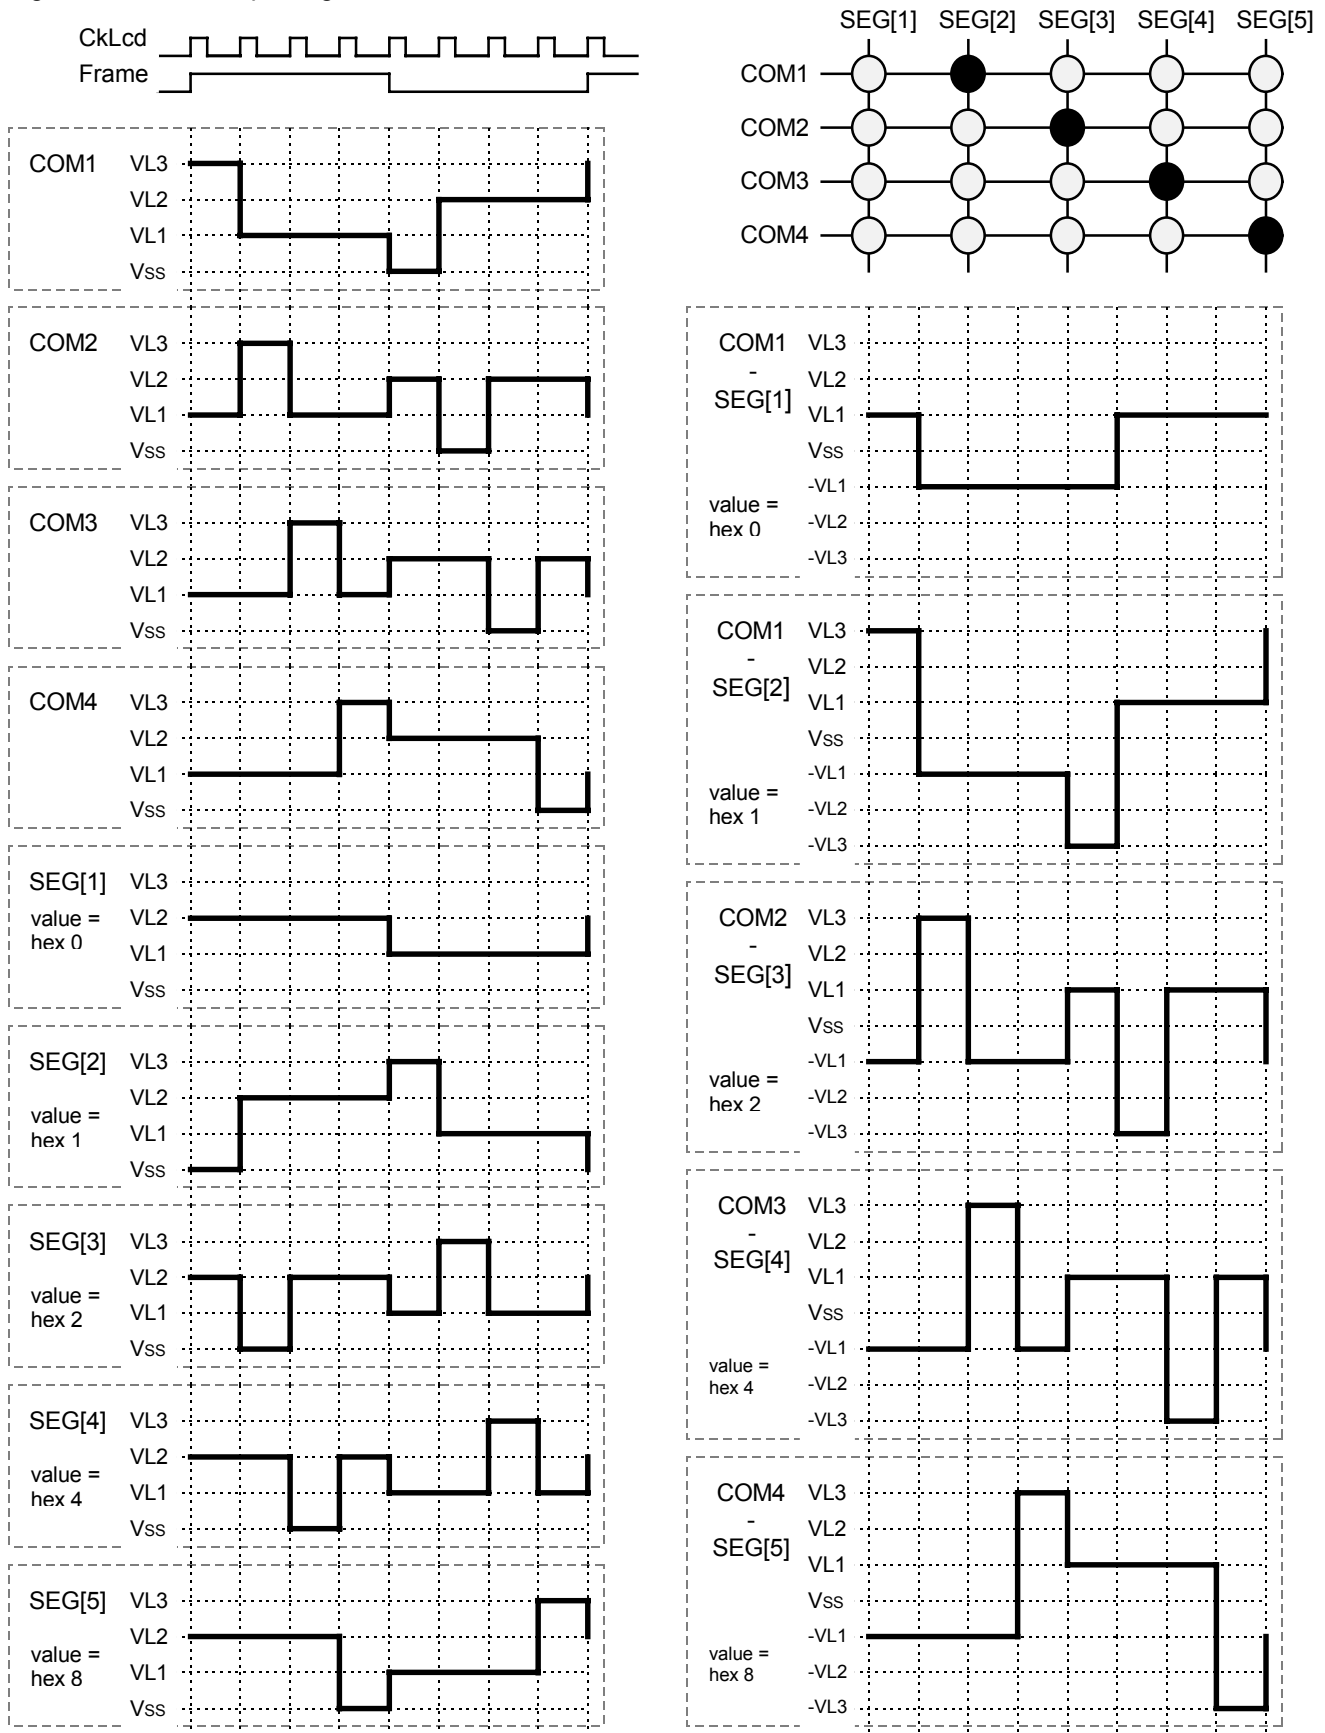 CkLcd
Frame
COM1
VL3
VL2
VL1
Vss
COM2
VL3
VL2
VL1
Vss
COM3
VL3
VL2
VL1
Vss
COM4
VL3
VL2
VL1
Vss
SEG[1]
value =
hex 0
VL3
VL2
VL1
Vss
SEG[2]
value =
hex 1
VL3
VL2
VL1
Vss
SEG[3]
value =
hex 2
VL3
VL2
VL1
Vss
SEG[4]
value =
hex 4
VL3
VL2
VL1
Vss
SEG[5]
value =
hex 8
VL3
VL2
VL1
Vss
SEG[1] SEG[2] SEG[3] SEG[4] SEG[5]
COM1
COM2
COM3
COM4
COM1
-
SEG[1]
value =
hex 0
VL3
VL2
VL1
Vss
-VL1
-VL2
-VL3
COM1
-
SEG[2]
value =
hex 1
VL3
VL2
VL1
Vss
-VL1
-VL2
-VL3
COM2
-
SEG[3]
value =
hex 2
VL3
VL2
VL1
Vss
-VL1
-VL2
-VL3
COM3
-
SEG[4]
value =
hex 4
VL3
VL2
VL1
Vss
-VL1
-VL2
-VL3
COM4
-
SEG[5]
value =
hex 8
VL3
VL2
VL1
Vss
-VL1
-VL2
-VL3